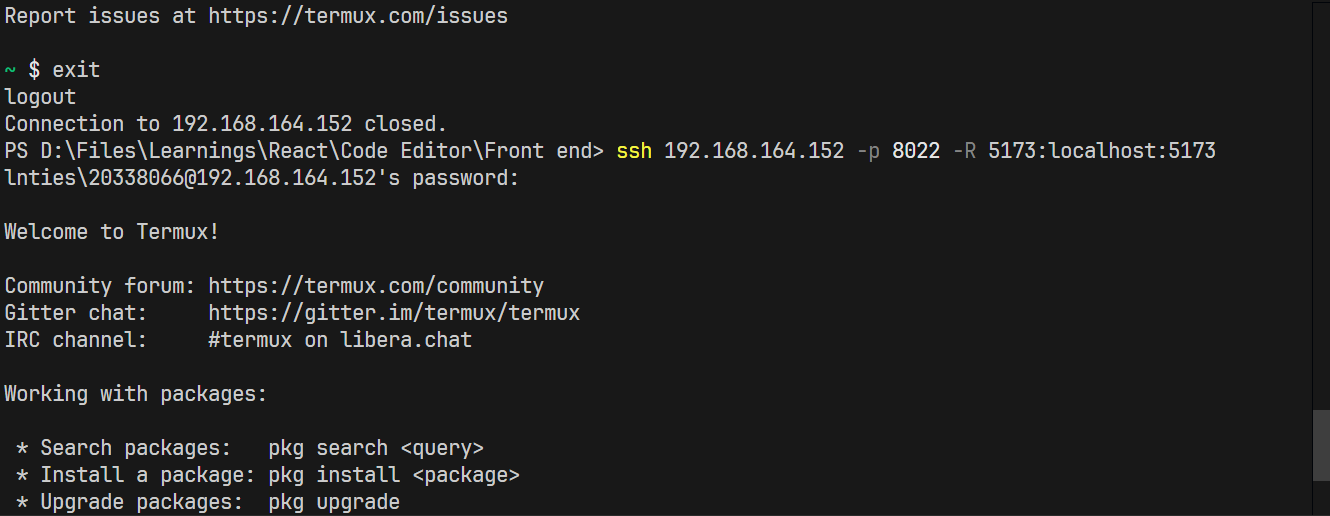 Report issues at https://termux.com/issues
~ $ exit
logout
Connection to 192.168.164.152 closed.
PS D:\Files\Learnings\React\Code Editor\Front end> ssh 192.168.164.152 -p 8022 -R 5173:localhost:5173
lnties\20338066@192.168.164.152's password:
Welcome to Termux!
Community forum: https://termux.com/community
Gitter chat:     https://gitter.im/termux/termux
IRC channel:     #termux on libera.chat
Working with packages:
 * Search packages:   pkg search <query>
 * Install a package: pkg install <package>
 * Upgrade packages:  pkg upgrade